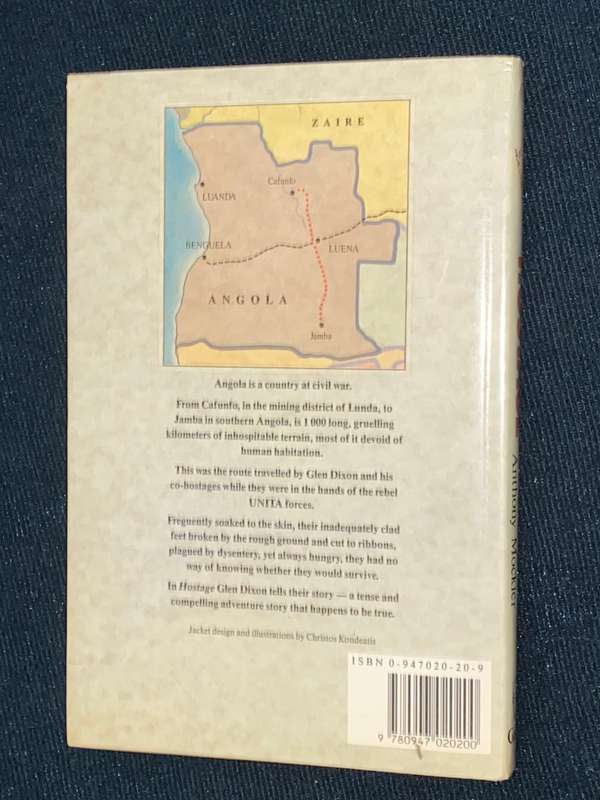 ZAIRE
Cafunfo
LUANDA
BENGUELA
LUENA
ANGOLA
Jamba
Angola is a country at civil war.
From Cafunfo, in the mining district of Lunda, to
Jamba in southern Angola, is 1 000 long, gruelling
kilometers of inhospitable terrain, most of it devoid of
human habitation.
This was the route travelled by Glen Dixon and his
co-hostages while they were in the hands of the rebel
UNITA forces.
Freguently soaked to the skin, their inadequately clad
feet broken by the rough ground and cut to ribbons,
plagued by dysentery, yet always hungry, they had no
way of knowing whether they would survive.
In Hostage Glen Dixon tells their story — a tense and
compelling adventure story that happens to be true.
Jacket design and illustrations by Christos Kondeatis
ISBN 0-947020-20-9
9 780947 020200
Anthony Mockler